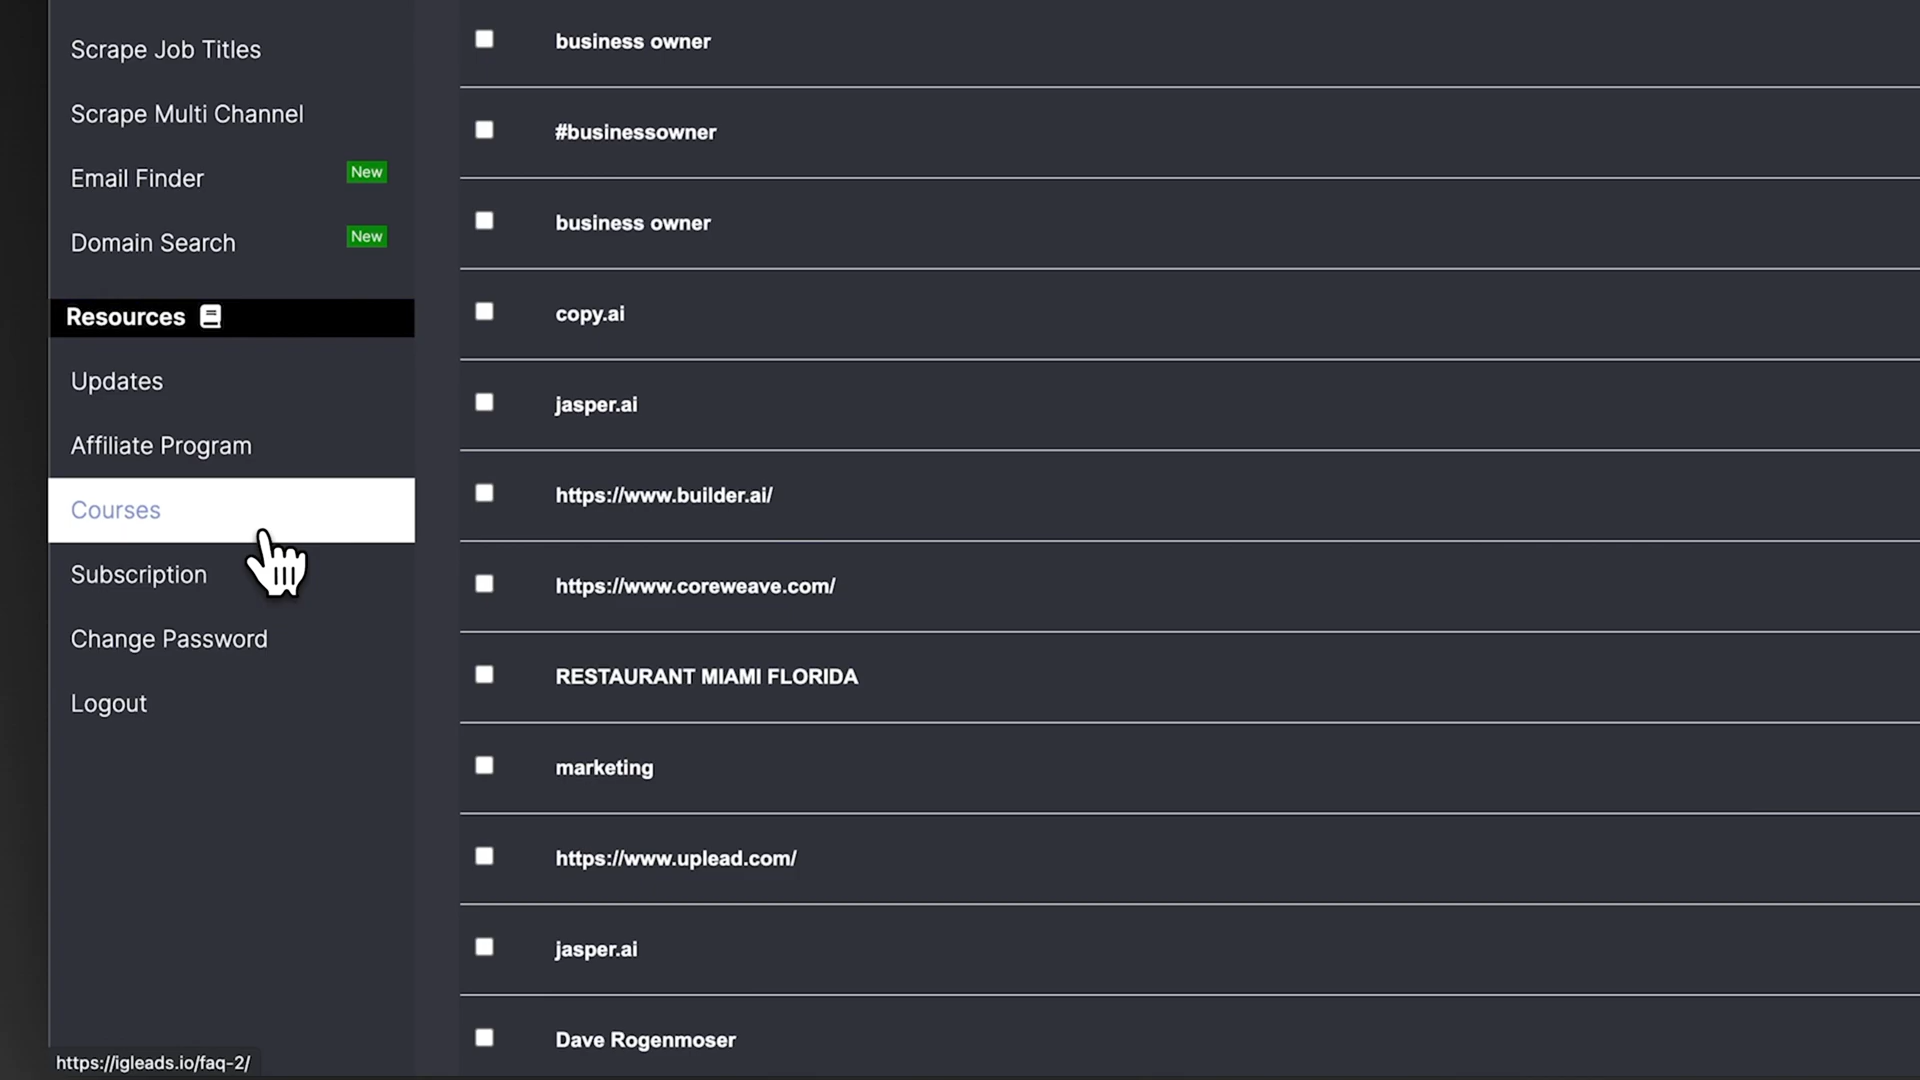 Scrape Job Titles
Scrape Multi Channel
Email Finder New
Domain Search New
Resources
Updates
Affiliate Program
Courses
Subscription
Change Password
Logout
business owner
#businessowner
business owner
copy.ai
jasper.ai
https://www.builder.ai/
https://www.coreweave.com/
RESTAURANT MIAMI FLORIDA
marketing
https://www.uplead.com/
jasper.ai
Dave Rogenmoser
https://igleads.io/faq-2/